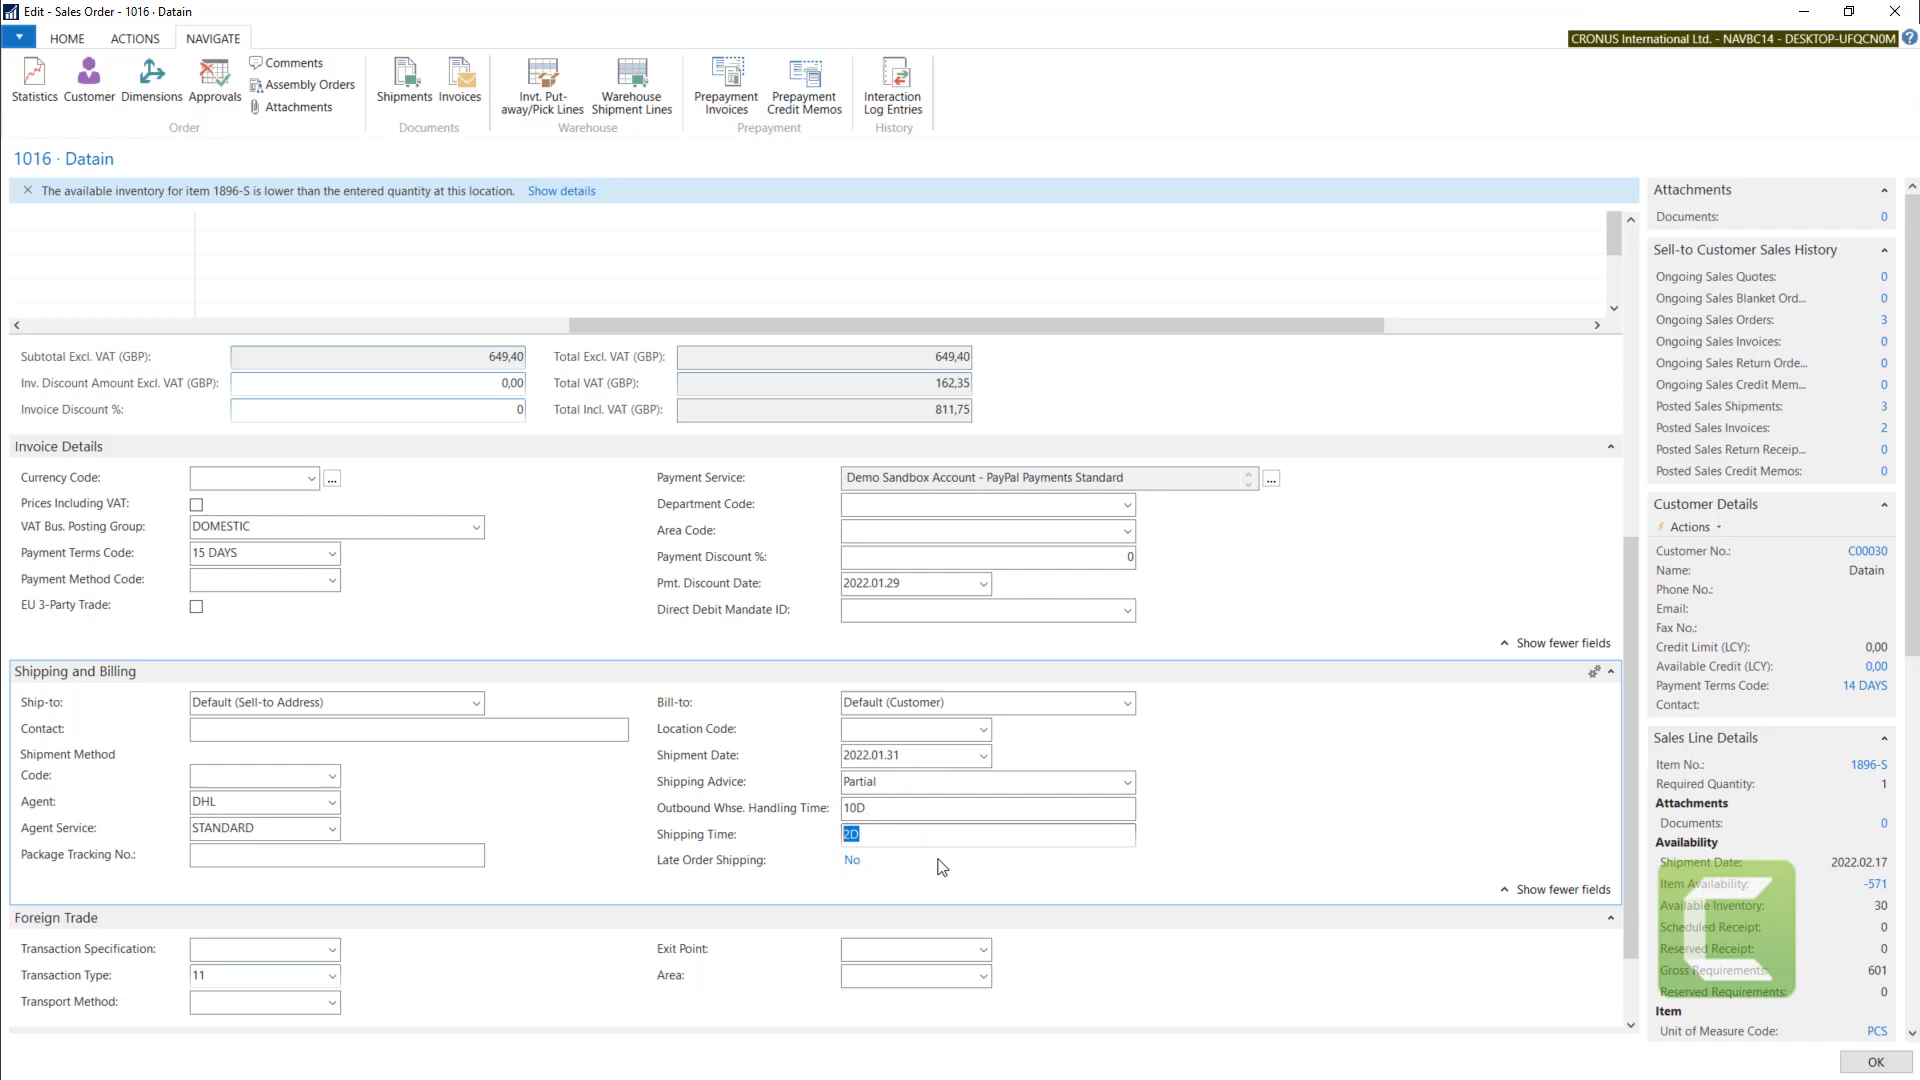 Edit - Sales Order - 1016 · Datain
HOME ACTIONS NAVIGATE
CRONUS International Ltd. - NAVBC14 - DESKTOP-UFQCN0M
Statistics Customer Dimensions Approvals
Comments
Assembly Orders
Attachments
Order
Shipments Invoices
Documents
Invt. Put-away/Pick Lines
Warehouse Shipment Lines
Warehouse
Prepayment Invoices
Prepayment Credit Memos
Prepayment
Interaction Log Entries
History
1016 · Datain
The available inventory for item 1896-S is lower than the entered quantity at this location. Show details
Subtotal Excl. VAT (GBP): 649,40 Total Excl. VAT (GBP): 649,40
Inv. Discount Amount Excl. VAT (GBP): 0,00 Total VAT (GBP): 162,35
Invoice Discount %: 0 Total Incl. VAT (GBP): 811,75
Invoice Details
Currency Code: ... Payment Service: Demo Sandbox Account - PayPal Payments Standard ...
Prices Including VAT: Department Code:
VAT Bus. Posting Group: DOMESTIC Area Code:
Payment Terms Code: 15 DAYS Payment Discount %: 0
Payment Method Code: Pmt. Discount Date: 2022.01.29
EU 3-Party Trade: Direct Debit Mandate ID:
Show fewer fields
Shipping and Billing
Ship-to: Default (Sell-to Address) Bill-to: Default (Customer)
Contact: Location Code:
Shipment Method Shipment Date: 2022.01.31
Code: Shipping Advice: Partial
Agent: DHL Outbound Whse. Handling Time: 10D
Agent Service: STANDARD Shipping Time: 2D
Package Tracking No.: Late Order Shipping: No
Show fewer fields
Foreign Trade
Transaction Specification: Exit Point:
Transaction Type: 11 Area:
Transport Method:
Attachments
Documents: 0
Sell-to Customer Sales History
Ongoing Sales Quotes: 0
Ongoing Sales Blanket Ord... 0
Ongoing Sales Orders: 3
Ongoing Sales Invoices: 0
Ongoing Sales Return Orde... 0
Ongoing Sales Credit Mem... 0
Posted Sales Shipments: 3
Posted Sales Invoices: 2
Posted Sales Return Receip... 0
Posted Sales Credit Memos: 0
Customer Details
Actions
Customer No.: C00030
Name: Datain
Phone No.:
Email:
Fax No.:
Credit Limit (LCY): 0,00
Available Credit (LCY): 0,00
Payment Terms Code: 14 DAYS
Contact:
Sales Line Details
Item No.: 1896-S
Required Quantity: 1
Attachments
Documents: 0
Availability
Shipment Date: 2022.02.17
Item Availability: -571
Available Inventory: 30
Scheduled Receipt: 0
Reserved Receipt: 0
Gross Requirements: 601
Reserved Requirements: 0
Item
Unit of Measure Code: PCS
OK